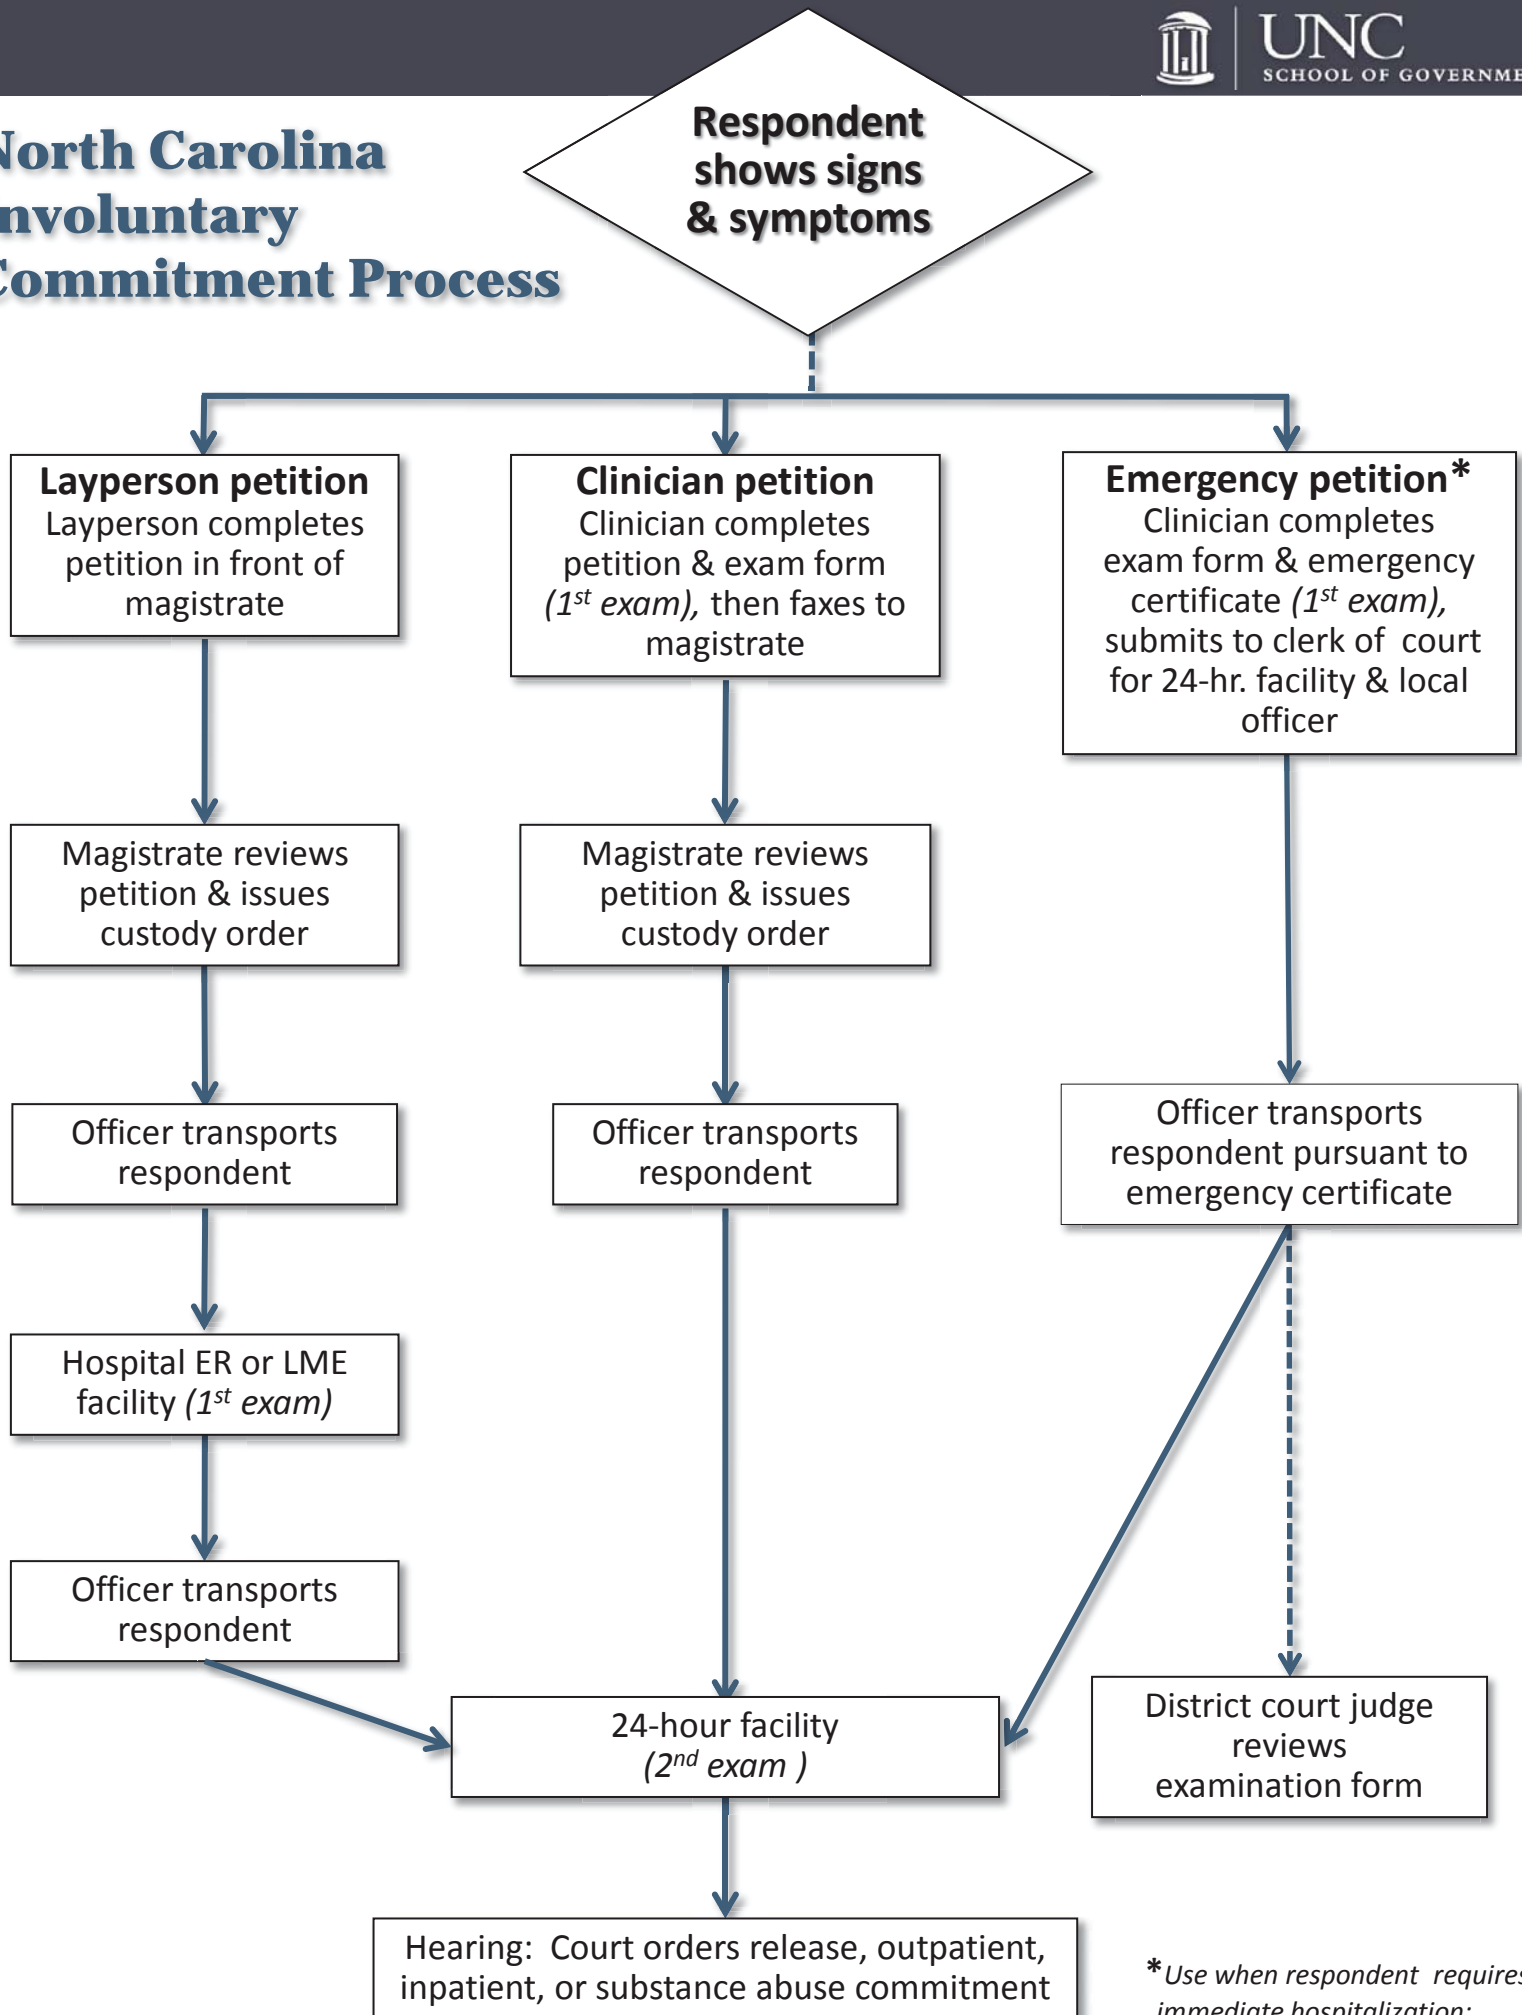 UNC
SCHOOL OF GOVERNME
North Carolina
Involuntary
Commitment Process
Respondent
shows signs
& symptoms
Layperson petition
Layperson completes
petition in front of
magistrate
Clinician petition
Clinician completes
petition & exam form
(1st exam), then faxes to
magistrate
Emergency petition*
Clinician completes
exam form & emergency
certificate (1st exam),
submits to clerk of court
for 24-hr. facility & local
officer
Magistrate reviews
petition & issues
custody order
Magistrate reviews
petition & issues
custody order
Officer transports
respondent
Officer transports
respondent
Officer transports
respondent pursuant to
emergency certificate
Hospital ER or LME
facility (1st exam)
Officer transports
respondent
24-hour facility
(2nd exam )
District court judge
reviews
examination form
Hearing: Court orders release, outpatient,
inpatient, or substance abuse commitment
*Use when respondent requires
immediate hospitalization;